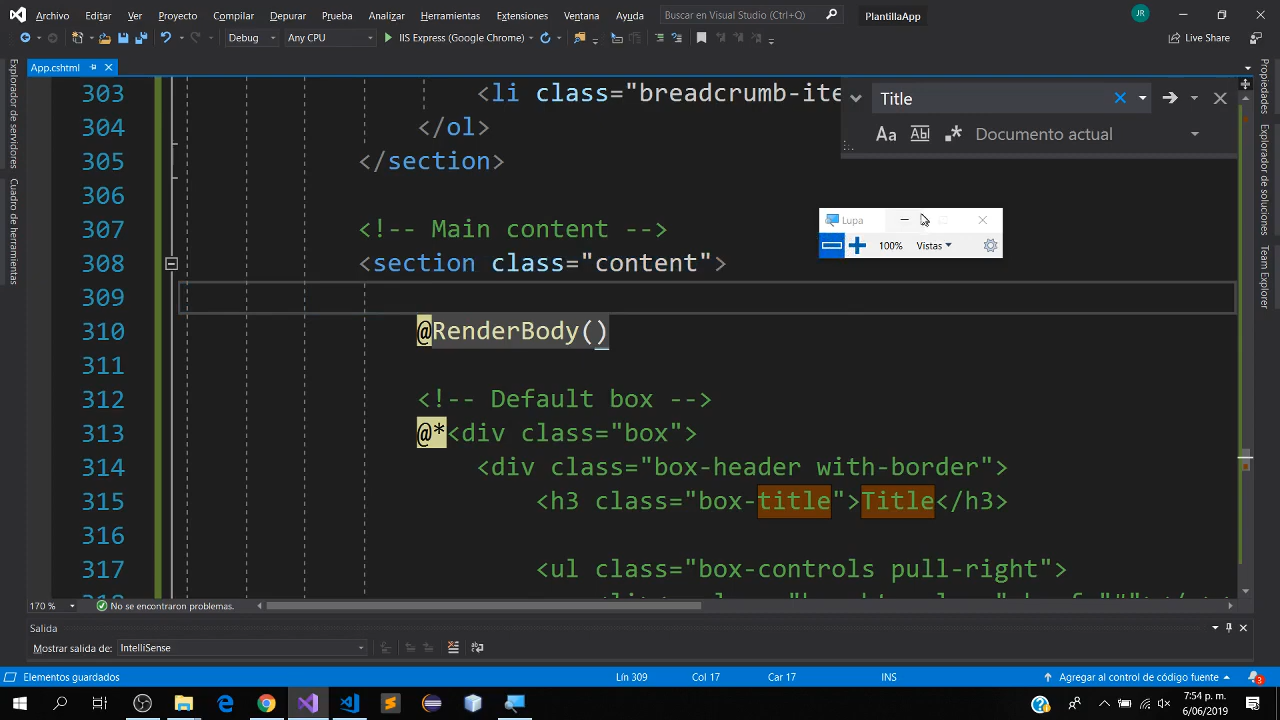 Archivo Editar Ver Proyecto Compilar Depurar Prueba Analizar Herramientas Extensiones Ventana Ayuda Buscar en Visual Studio (Ctrl+Q) PlantillaApp JR
Debug Any CPU IIS Express (Google Chrome) Live Share
App.cshtml
Explorador de servidores
Cuadro de herramientas
Propiedades
Explorador de soluciones
Team Explorer
Title
Aa Ab Documento actual
Lupa
100% Vistas
303 <li class="breadcrumb-ite
304 </ol>
305 </section>
306
307 <!-- Main content -->
308 <section class="content">
309
310 @RenderBody()
311
312 <!-- Default box -->
313 @*<div class="box">
314 <div class="box-header with-border">
315 <h3 class="box-title">Title</h3>
316
317 <ul class="box-controls pull-right">
170 % No se encontraron problemas.
Salida
Mostrar salida de: IntelliSense
Elementos guardados Lín 309 Col 17 Car 17 INS Agregar al control de código fuente 3
7:54 p. m.
6/06/2019